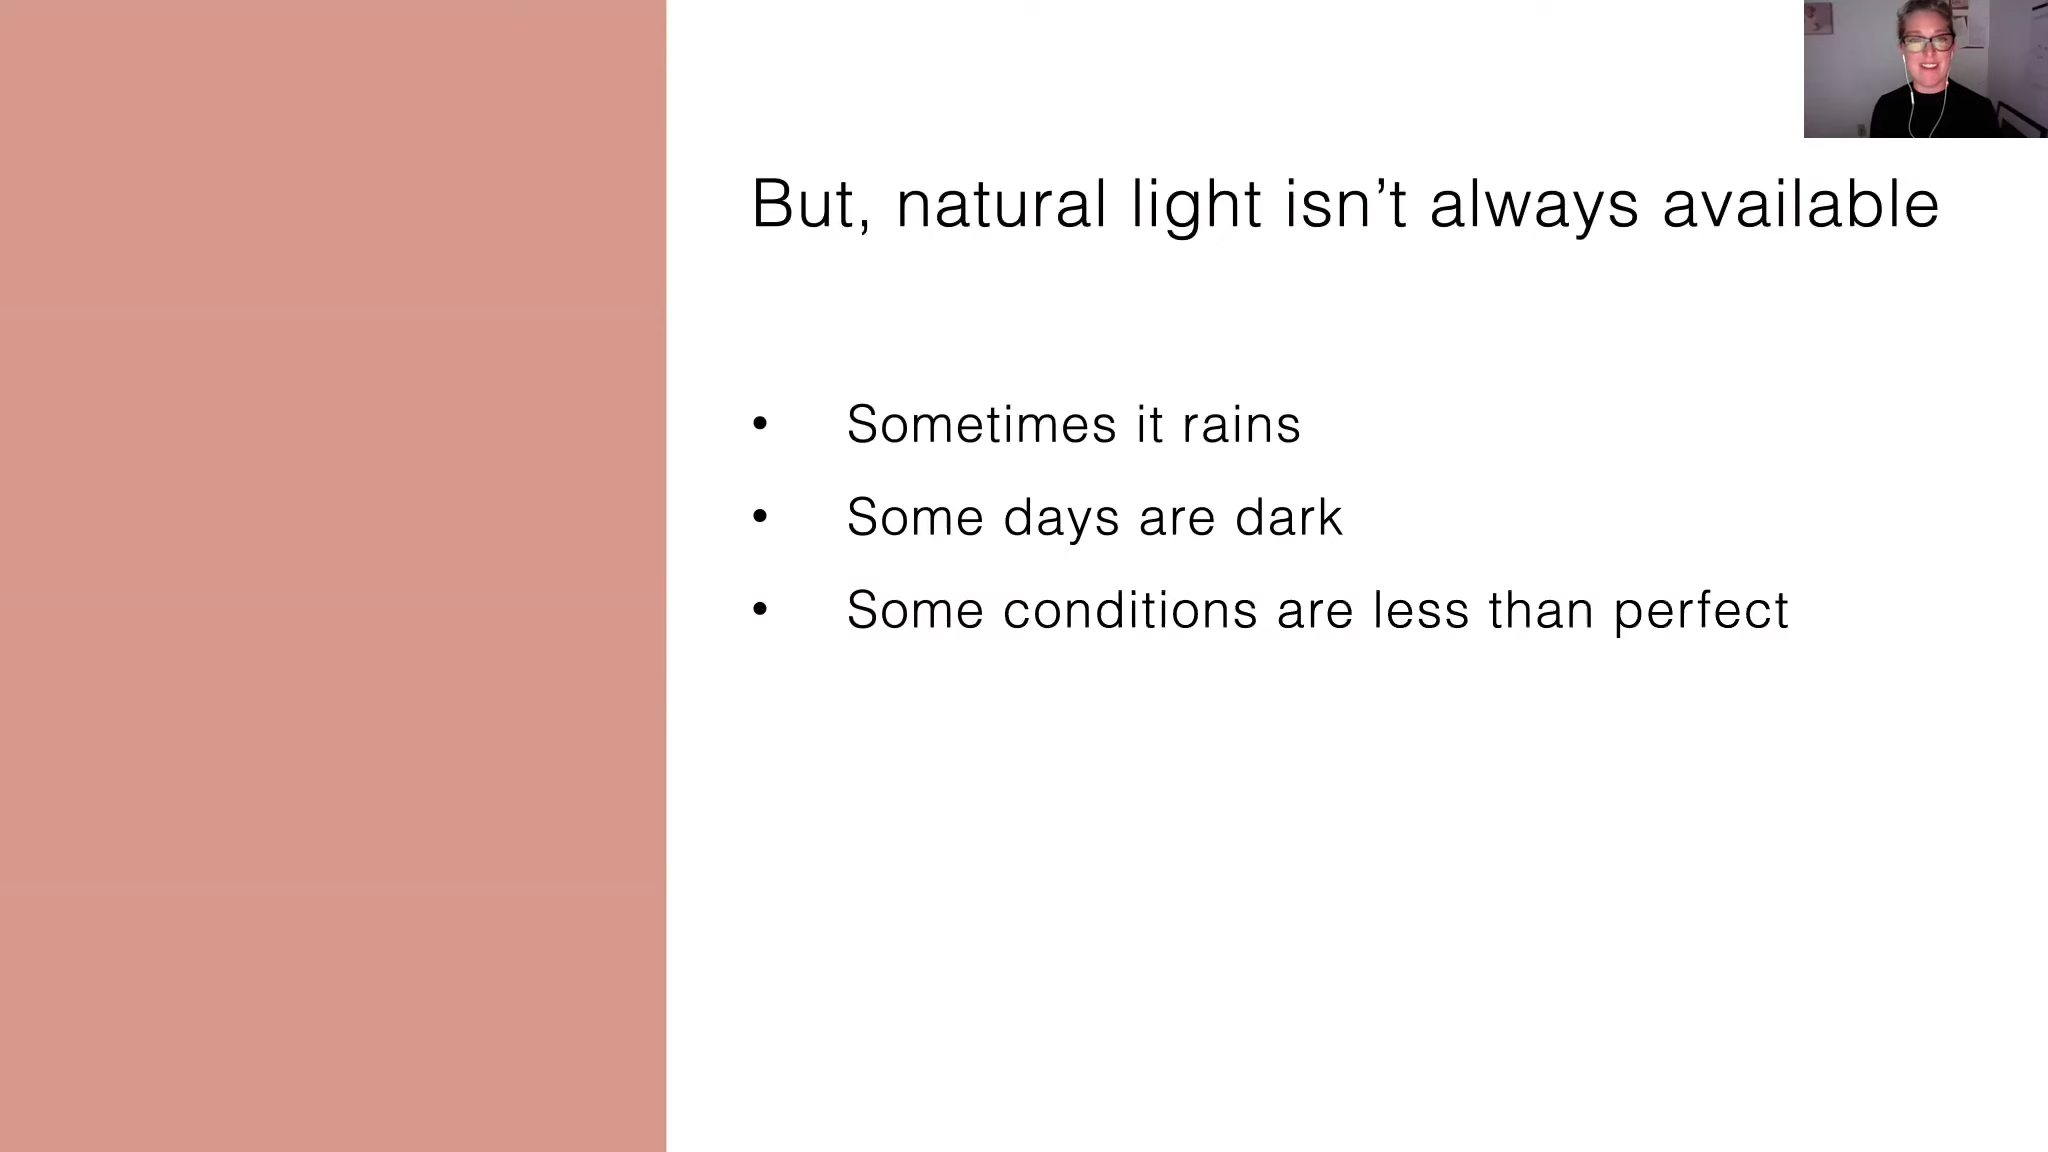 But, natural light isn’t always available
• Sometimes it rains
• Some days are dark
• Some conditions are less than perfect